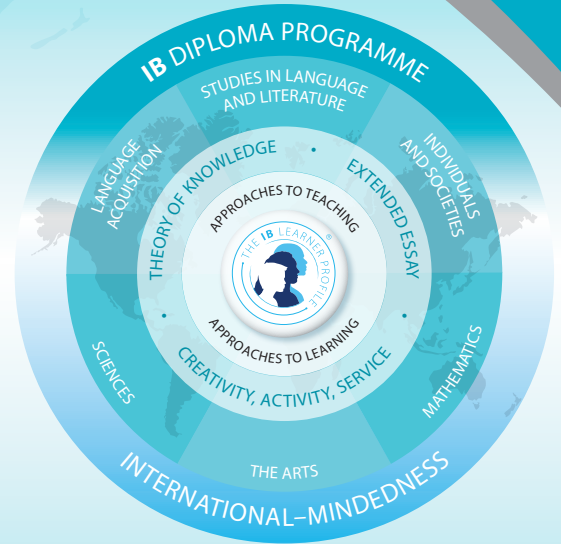 IB DIPLOMA PROGRAMME
STUDIES IN LANGUAGE
AND LITERATURE
LANGUAGE
ACQUISITION
INDIVIDUALS
AND SOCIETIES
THEORY OF KNOWLEDGE
•
EXTENDED ESSAY
APPROACHES TO TEACHING
THE IB LEARNER PROFILE
®
APPROACHES TO LEARNING
•
CREATIVITY, ACTIVITY, SERVICE
•
SCIENCES
MATHEMATICS
THE ARTS
INTERNATIONAL–MINDEDNESS